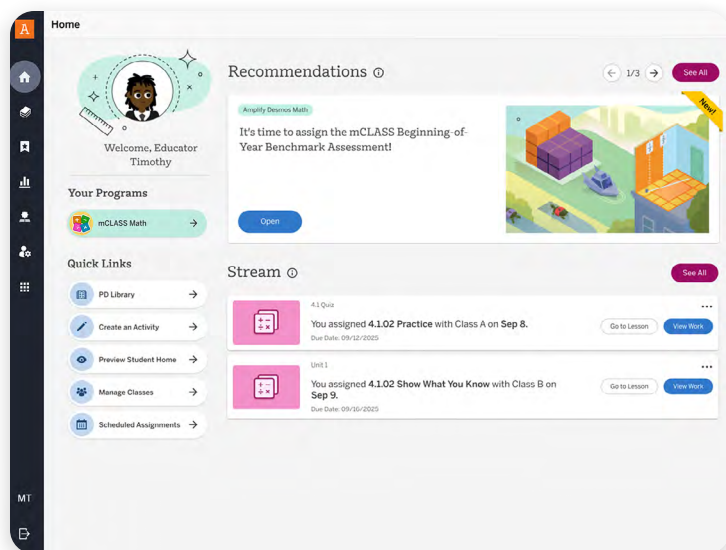 A
Home
Welcome, Educator
Timothy
Your Programs
mCLASS Math
Quick Links
PD Library
Create an Activity
Preview Student Home
Manage Classes
Scheduled Assignments
MT
Recommendations
1/3
See All
Amplify Desmos Math
It's time to assign the mCLASS Beginning-of-
Year Benchmark Assessment!
New!
Open
Stream
See All
4.1 Quiz
You assigned 4.1.02 Practice with Class A on Sep 8.
Due Date: 09/12/2025
Go to Lesson
View Work
Unit 1
You assigned 4.1.02 Show What You Know with Class B on
Sep 9.
Due Date: 09/16/2025
Go to Lesson
View Work